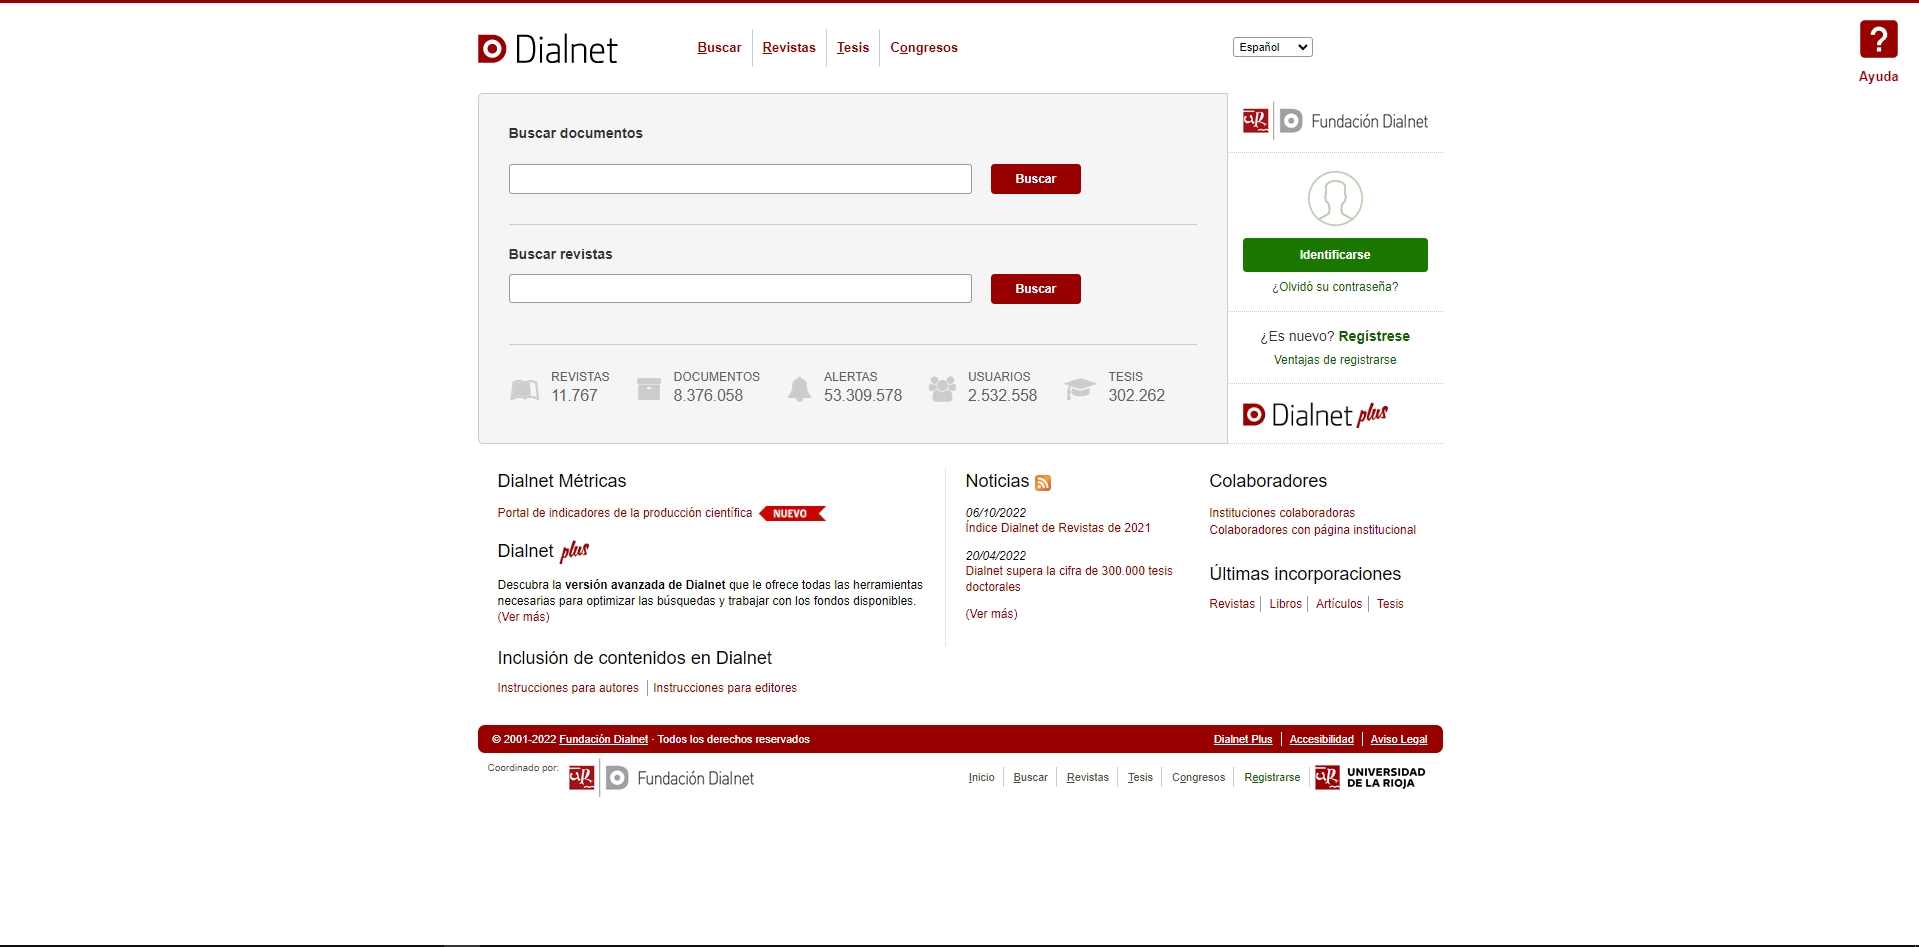 Dialnet
Buscar
Revistas
Tesis
Congresos
Español
?
Ayuda
Buscar documentos
Buscar
Buscar revistas
Buscar
REVISTAS
11.767
DOCUMENTOS
8.376.058
ALERTAS
53.309.578
USUARIOS
2.532.558
TESIS
302.262
UR Fundación Dialnet
Identificarse
¿Olvidó su contraseña?
¿Es nuevo? Regístrese
Ventajas de registrarse
Dialnet plus
Dialnet Métricas
Portal de indicadores de la producción científica NUEVO
Dialnet plus
Descubra la versión avanzada de Dialnet que le ofrece todas las herramientas
necesarias para optimizar las búsquedas y trabajar con los fondos disponibles.
(Ver más)
Inclusión de contenidos en Dialnet
Instrucciones para autores
Instrucciones para editores
Noticias
06/10/2022
Índice Dialnet de Revistas de 2021
20/04/2022
Dialnet supera la cifra de 300.000 tesis
doctorales
(Ver más)
Colaboradores
Instituciones colaboradoras
Colaboradores con página institucional
Últimas incorporaciones
Revistas
Libros
Artículos
Tesis
© 2001-2022 Fundación Dialnet · Todos los derechos reservados
Dialnet Plus
Accesibilidad
Aviso Legal
Coordinado por:
UR Fundación Dialnet
Inicio
Buscar
Revistas
Tesis
Congresos
Registrarse
UR UNIVERSIDAD
DE LA RIOJA